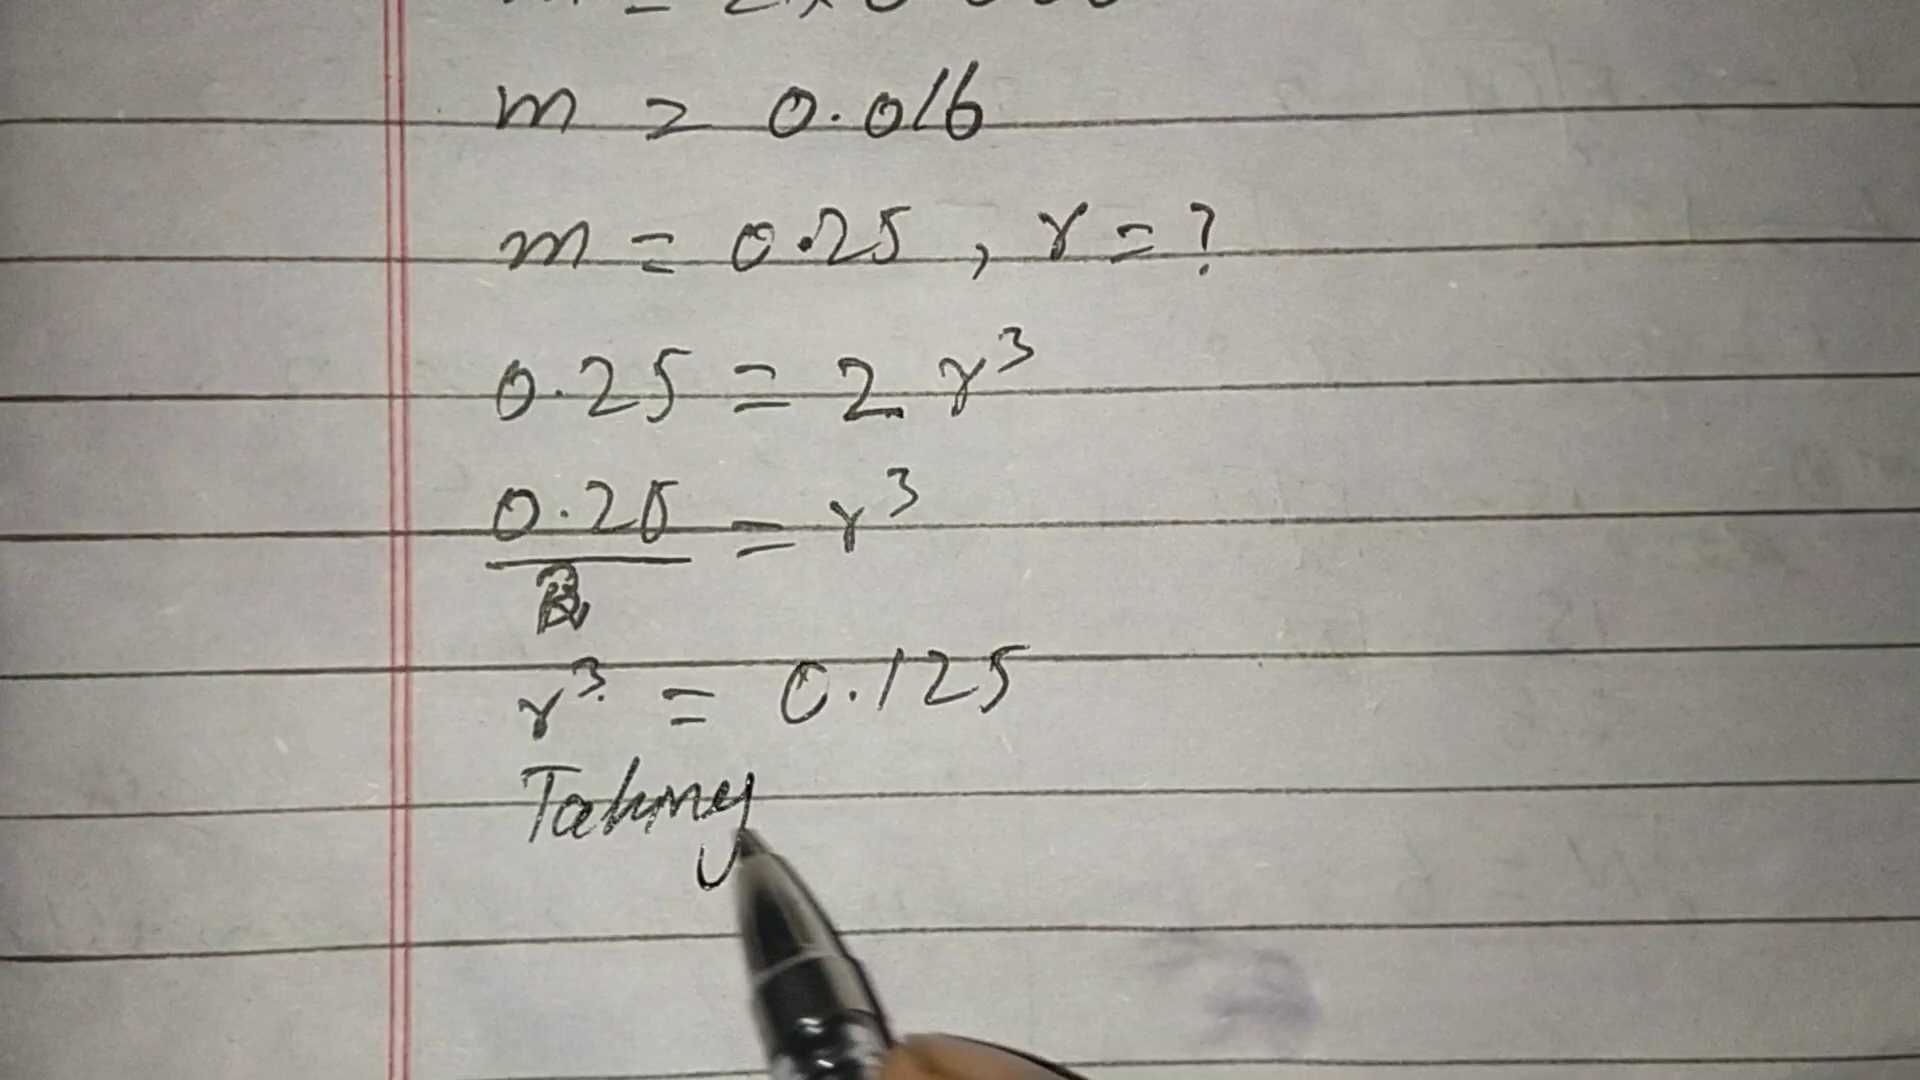 m = 0.016
m = 0.25, r = ?
0.25 = 2 r³
0.25/2 = r³
r³ = 0.125
Taking